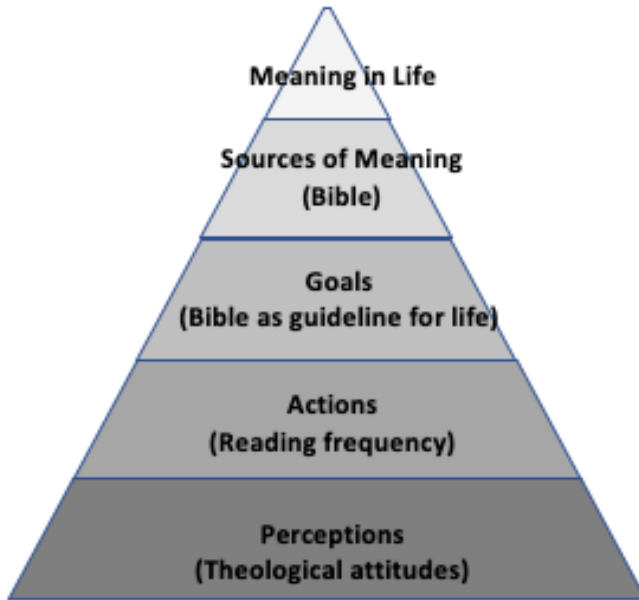 Meaning in Life
Sources of Meaning
(Bible)
Goals
(Bible as guideline for life)
Actions
(Reading frequency)
Perceptions
(Theological attitudes)